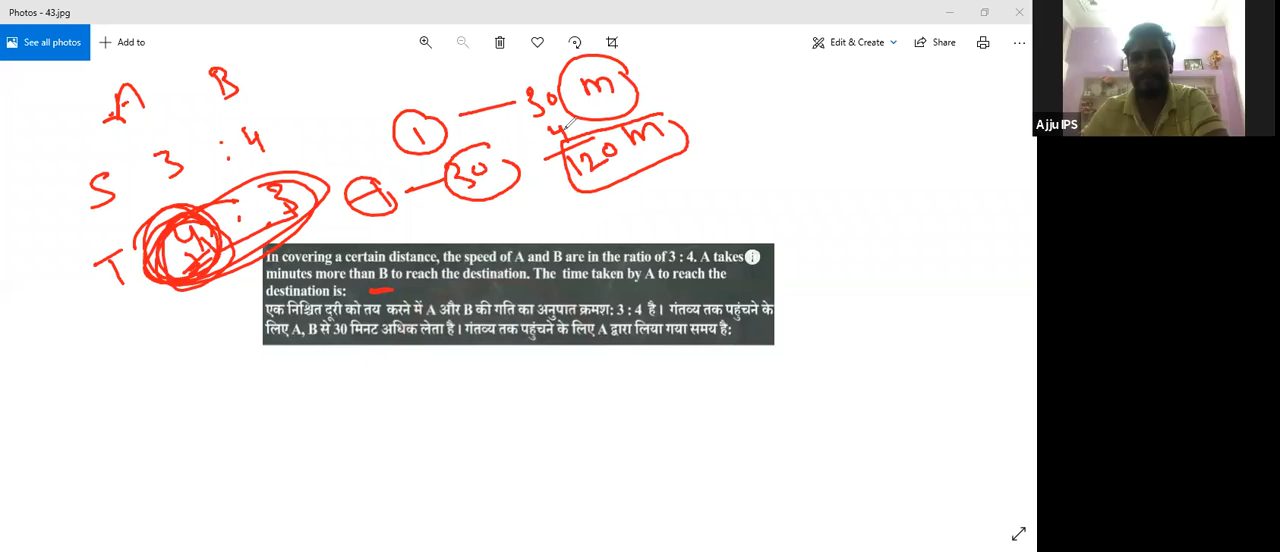 Photos - 43.jpg
See all photos
Add to
Edit & Create
Share
A B
S 3 : 4
T 4 : 3
1 — 30 m
30
4
120 m
In covering a certain distance, the speed of A and B are in the ratio of 3 : 4. A takes
minutes more than B to reach the destination. The time taken by A to reach the
destination is:
एक निश्चित दूरी को तय करने में A और B की गति का अनुपात क्रमश: 3 : 4 है। गंतव्य तक पहुंचने के
लिए A, B से 30 मिनट अधिक लेता है। गंतव्य तक पहुंचने के लिए A द्वारा लिया गया समय है:
Ajju IPS